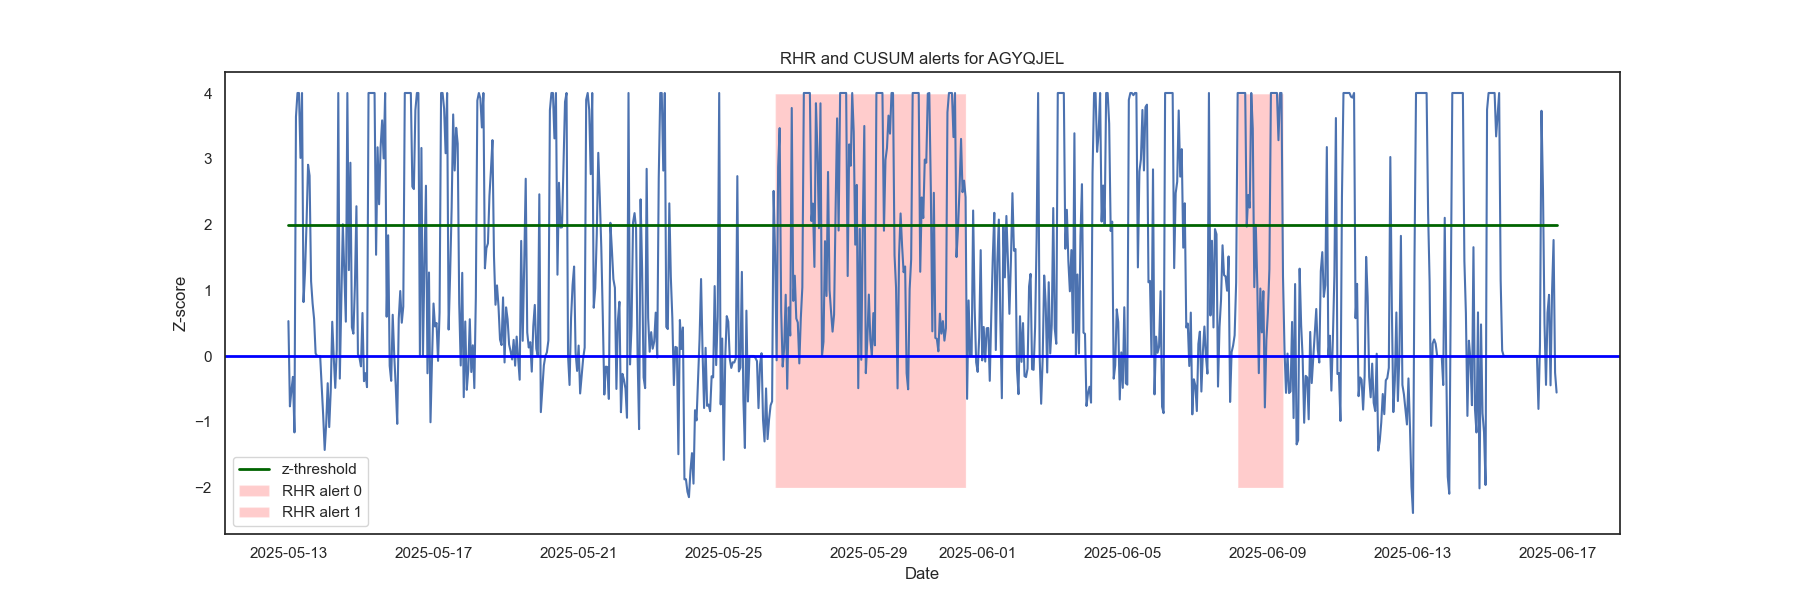 RHR and CUSUM alerts for AGYQJEL
Z-score
4
3
2
1
0
−1
−2
z-threshold
RHR alert 0
RHR alert 1
2025-05-13 2025-05-17 2025-05-21 2025-05-25 2025-05-29 2025-06-01 2025-06-05 2025-06-09 2025-06-13 2025-06-17
Date